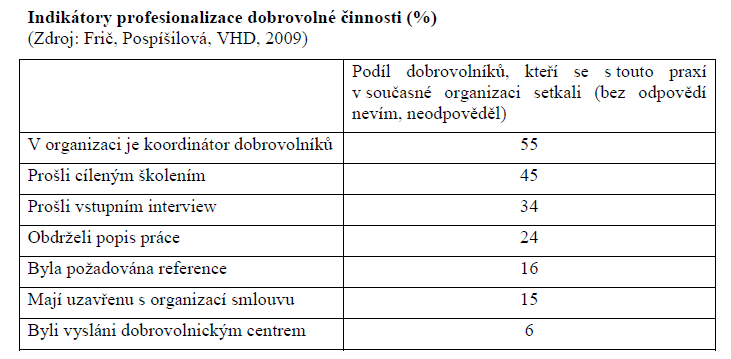 Indikátory profesionalizace dobrovolné činnosti (%)
(Zdroj: Frič, Pospíšilová, VHD, 2009)
Podíl dobrovolníků, kteří se s touto praxí
v současné organizaci setkali (bez odpovědí
nevím, neodpověděl)
V organizaci je koordinátor dobrovolníků 55
Prošli cíleným školením 45
Prošli vstupním interview 34
Obdrželi popis práce 24
Byla požadována reference 16
Mají uzavřenu s organizací smlouvu 15
Byli vysláni dobrovolnickým centrem 6